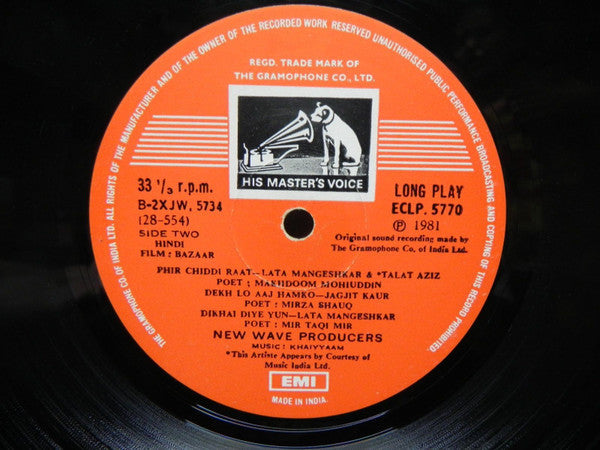 THE GRAMOPHONE CO. OF INDIA LTD. ALL RIGHTS OF THE MANUFACTURER AND OF THE OWNER OF THE RECORDED WORK RESERVED UNAUTHORISED PUBLIC PERFORMANCE BROADCASTING AND COPYING OF THIS RECORD PROHIBITED.
REGD. TRADE MARK OF
THE GRAMOPHONE CO., LTD.
HIS MASTER'S VOICE
33 1/3 r.p.m.
B-2XJW. 5734
(28-554)
SIDE TWO
HINDI
FILM : BAZAAR
LONG PLAY
ECLP. 5770
Ⓟ 1981
Original sound recording made by
The Gramophone Co. of India Ltd.
PHIR CHIDDI RAAT—LATA MANGESHKAR & *TALAT AZIZ
POET : MAKHDOOM MOHIUDDIN
DEKH LO AAJ HAMKO—JAGJIT KAUR
POET : MIRZA SHAUQ
DIKHAI DIYE YUN—LATA MANGESHKAR
POET : MIR TAQI MIR
NEW WAVE PRODUCERS
MUSIC : KHAIYYAAM
*This Artiste Appears by Courtesy of
Music India Ltd.
EMI
MADE IN INDIA.